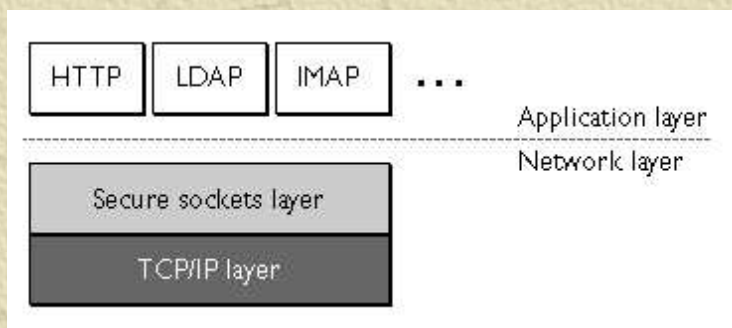 HTTP LDAP IMAP ...
Application layer
Network layer
Secure sockets layer
TCP/IP layer